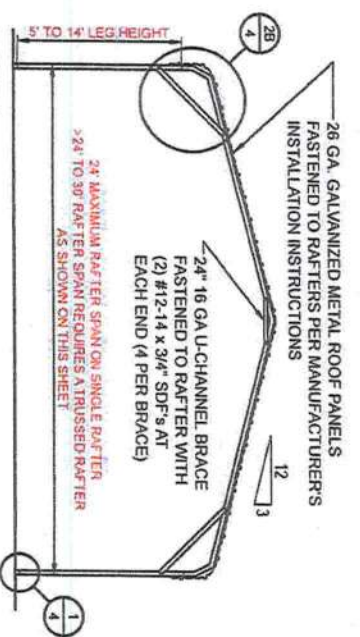 26 GA. GALVANIZED METAL ROOF PANELS
FASTENED TO RAFTERS PER MANUFACTURER'S
INSTALLATION INSTRUCTIONS
2B
4
12
3
24" 16 GA U-CHANNEL BRACE
FASTENED TO RAFTER WITH
(2) #12-14 x 3/4" SDF's AT
EACH END (4 PER BRACE)
5' TO 14' LEG HEIGHT
24' MAXIMUM RAFTER SPAN ON SINGLE RAFTER
>24' TO 30' RAFTER SPAN REQUIRES A TRUSSED RAFTER
AS SHOWN ON THIS SHEET
1
4